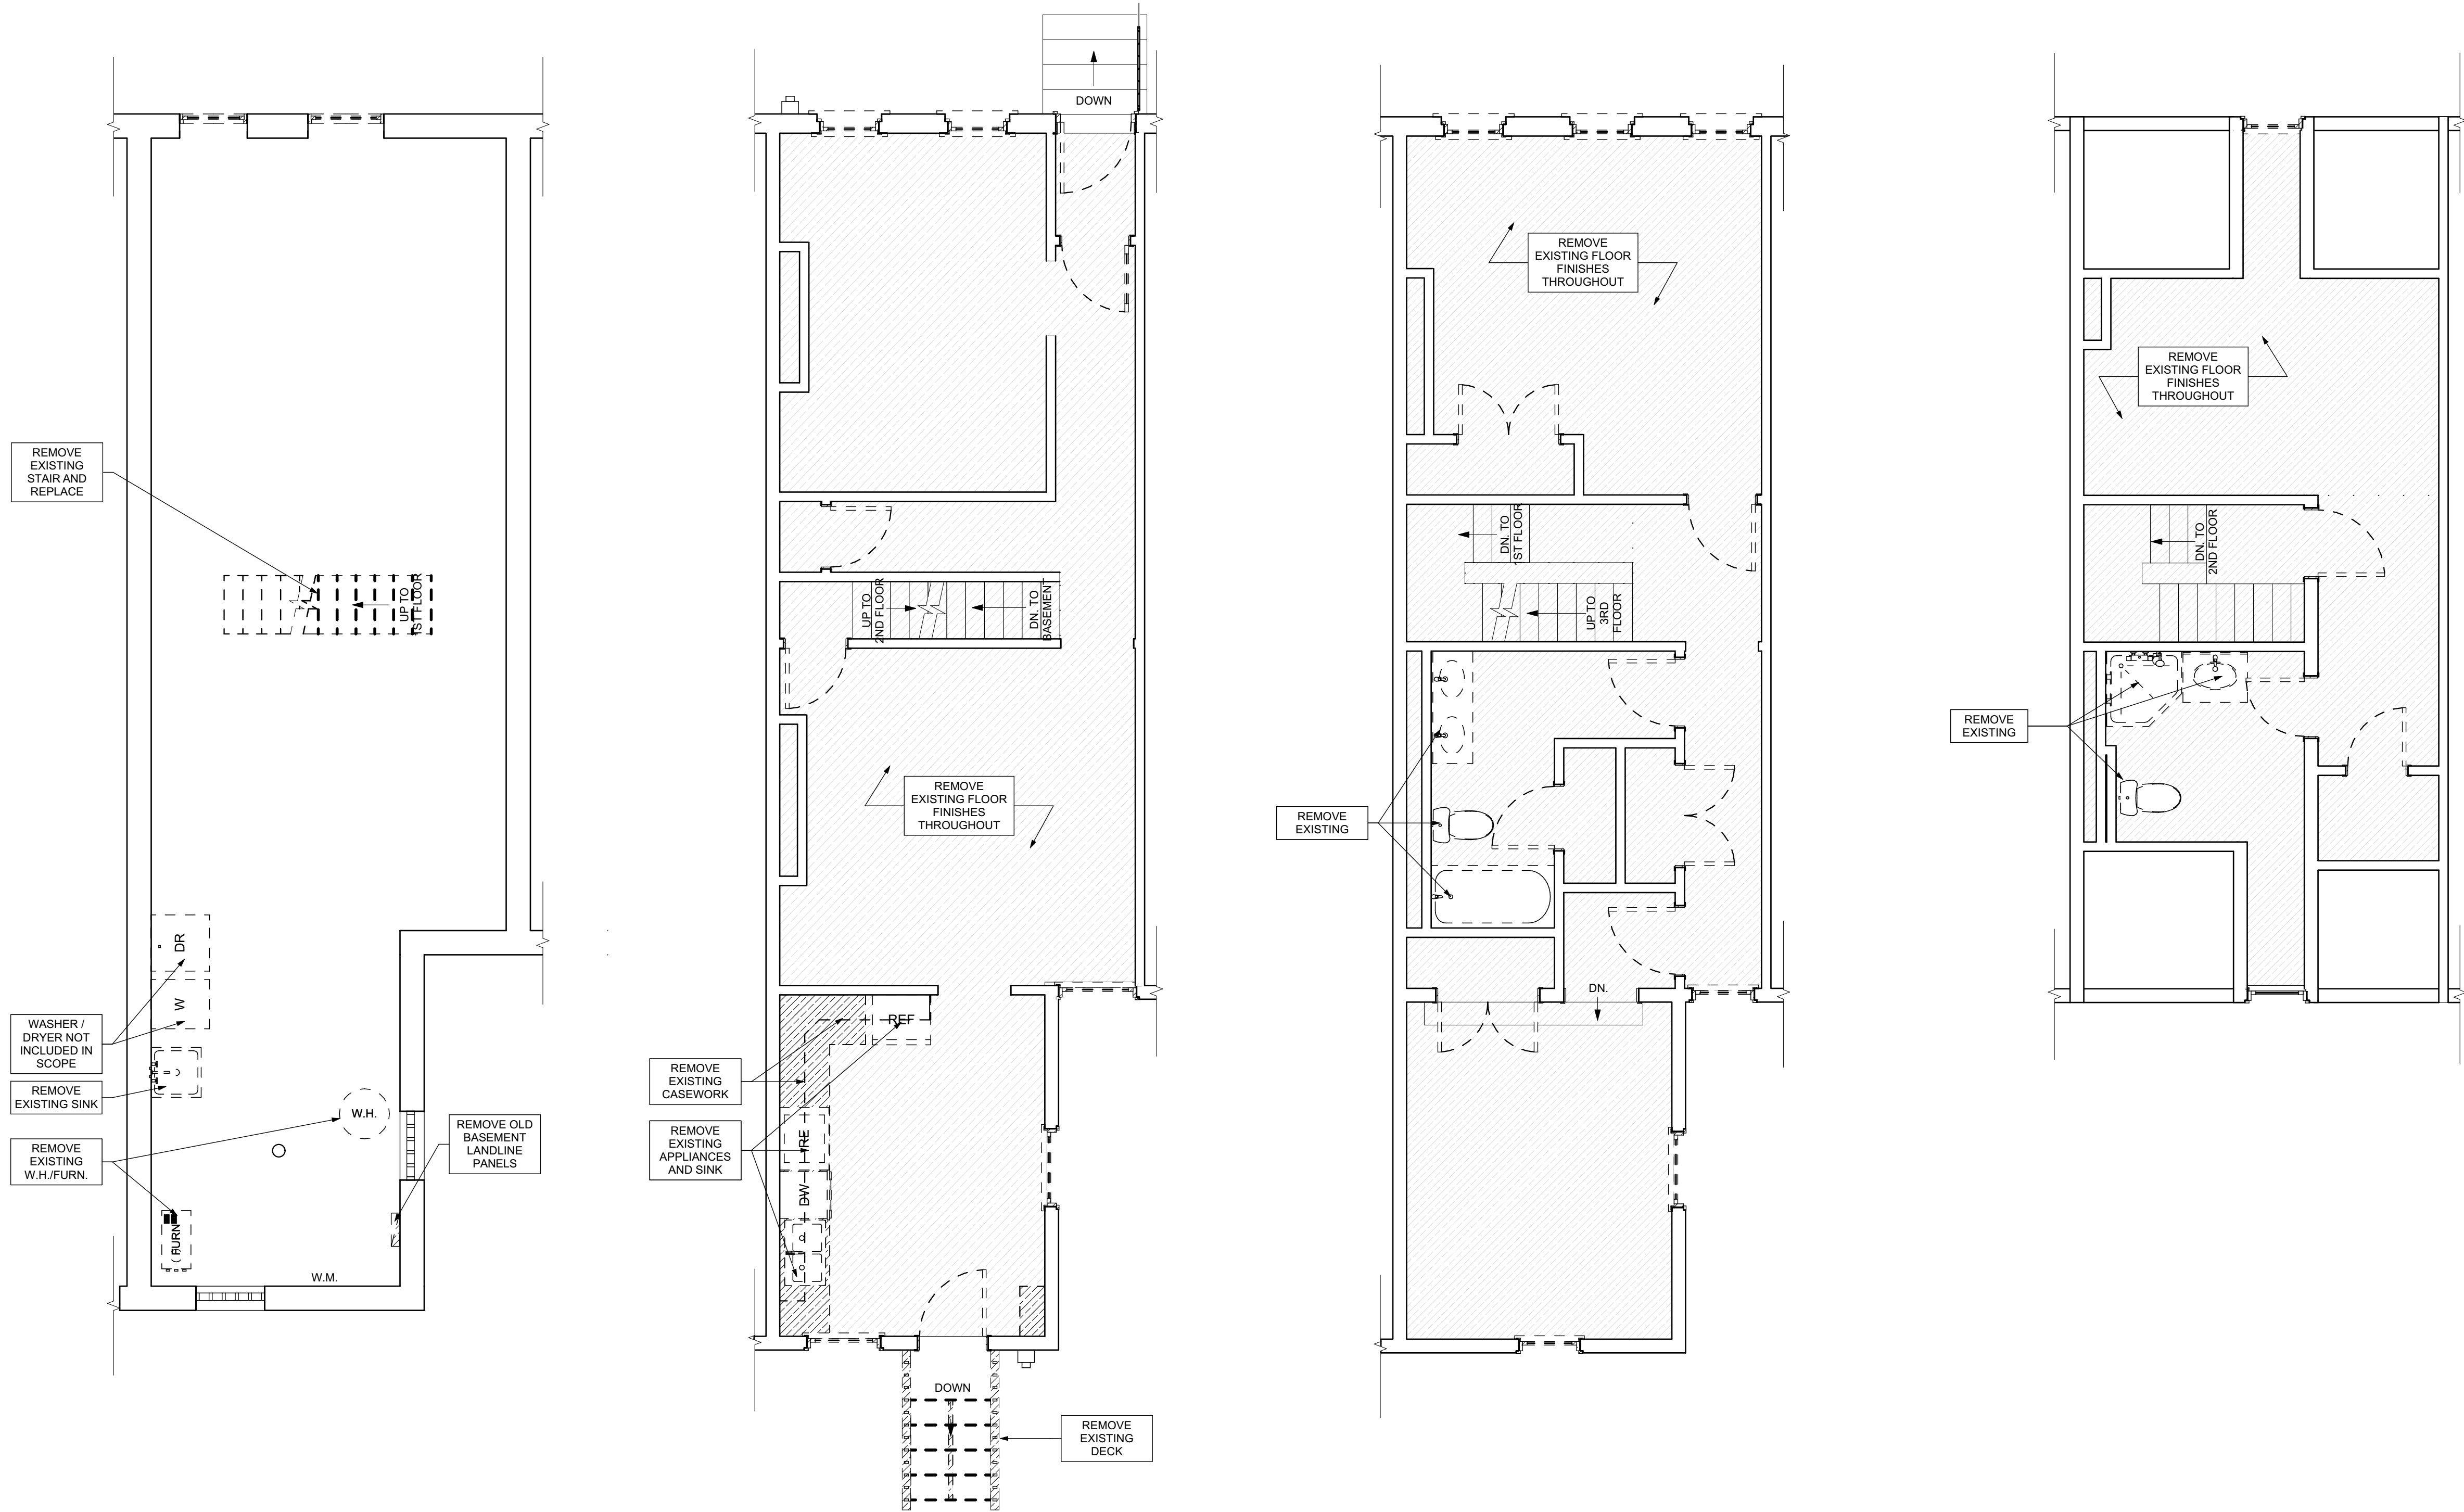 REMOVE
EXISTING
STAIR AND
REPLACE
UP TO
1ST FLOOR
DR
W
WASHER /
DRYER NOT
INCLUDED IN
SCOPE
REMOVE
EXISTING SINK
REMOVE
EXISTING
W.H./FURN.
W.H.
FURN
W.M.
REMOVE OLD
BASEMENT
LANDLINE
PANELS
DOWN
UP TO
2ND FLOOR
DN. TO
BASEMENT
REMOVE
EXISTING FLOOR
FINISHES
THROUGHOUT
REF
REMOVE
EXISTING
CASEWORK
REMOVE
EXISTING
APPLIANCES
AND SINK
DW
DOWN
REMOVE
EXISTING
DECK
REMOVE
EXISTING FLOOR
FINISHES
THROUGHOUT
DN. TO
1ST FLOOR
UP TO
3RD
FLOOR
REMOVE
EXISTING
DN.
REMOVE
EXISTING FLOOR
FINISHES
THROUGHOUT
DN. TO
2ND FLOOR
REMOVE
EXISTING